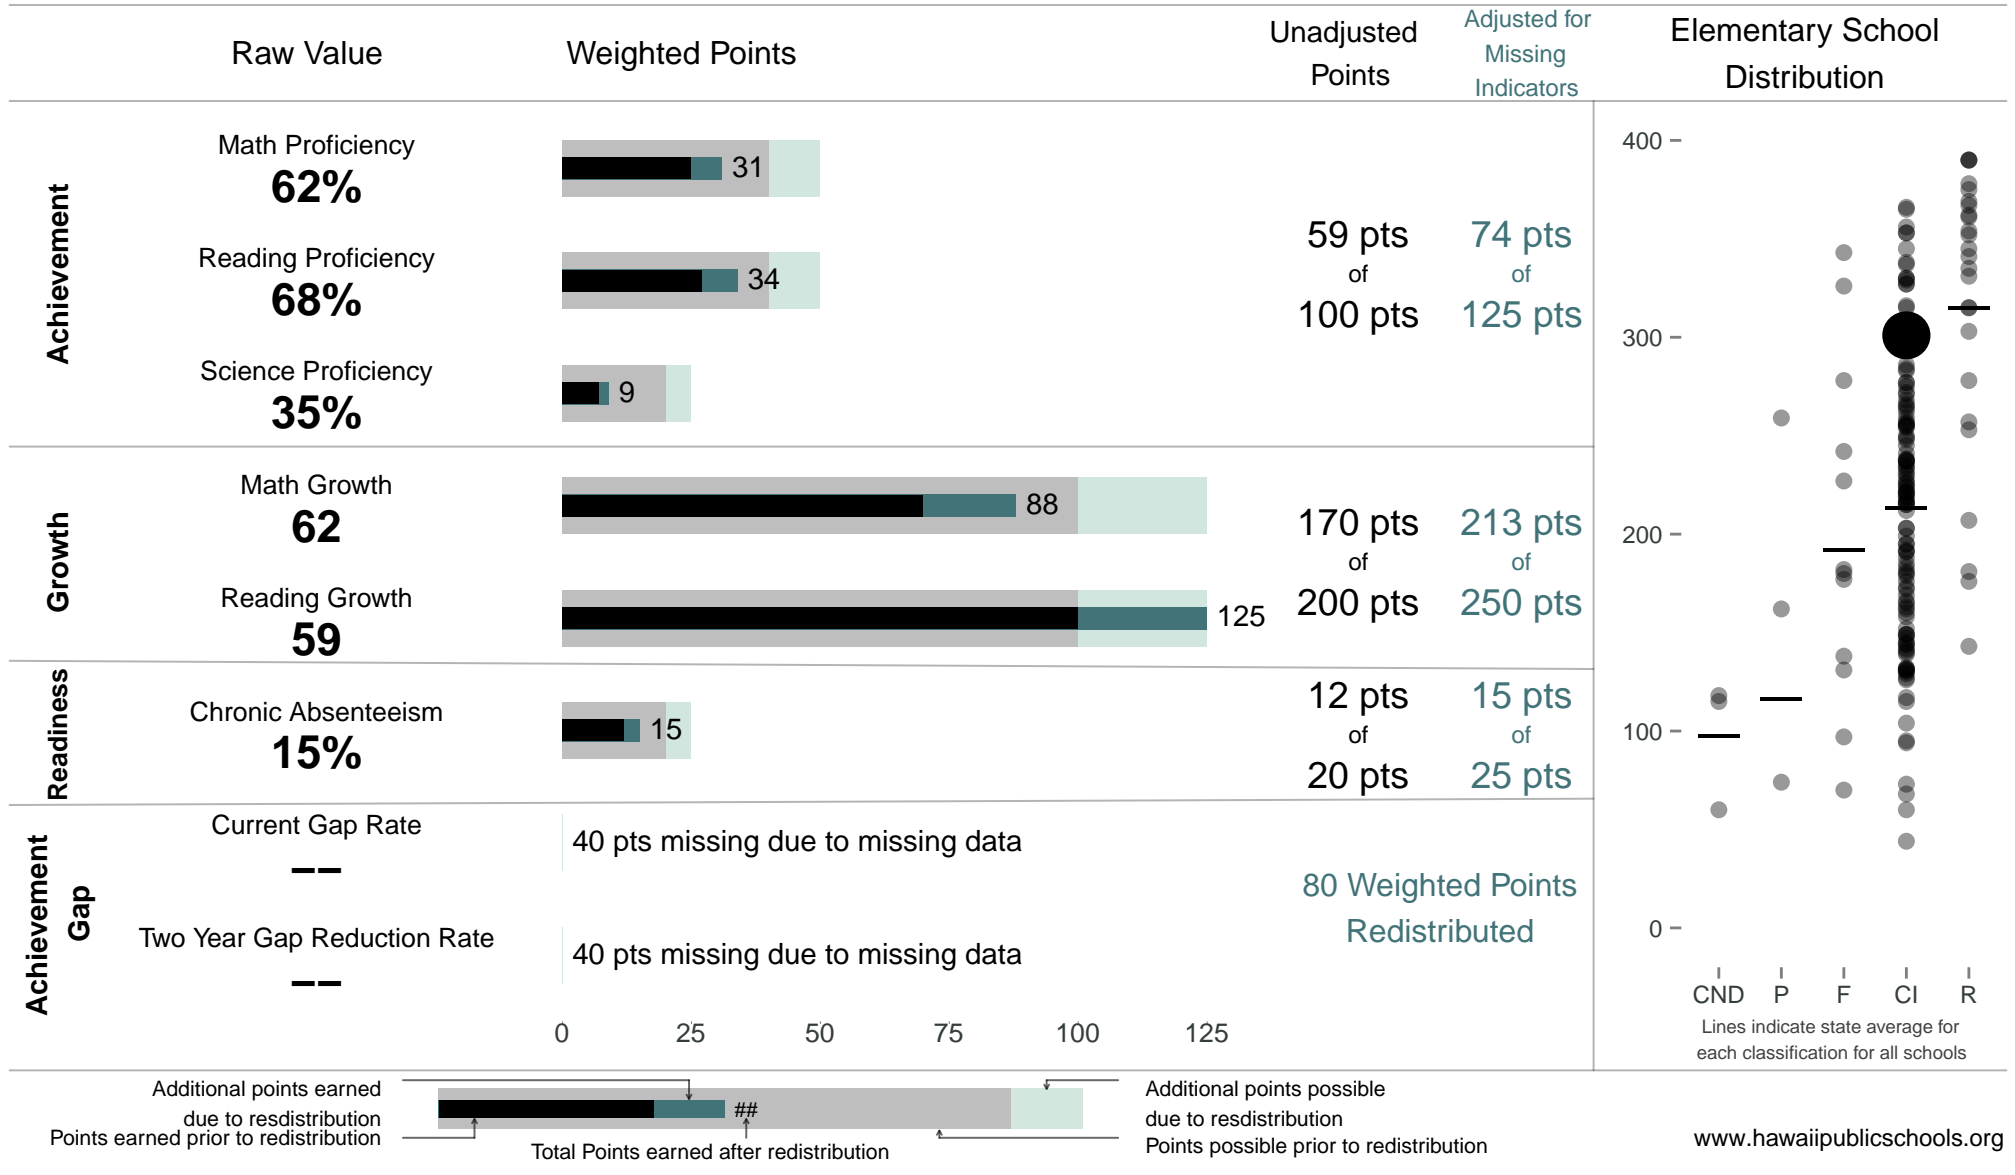 Raw Value
Weighted Points
Unadjusted
Points
Adjusted for
Missing
Indicators
Elementary School
Distribution
Achievement
Math Proficiency
62%
31
Reading Proficiency
68%
34
Science Proficiency
35%
9
59 pts
of
100 pts
74 pts
of
125 pts
Growth
Math Growth
62
88
Reading Growth
59
125
170 pts
of
200 pts
213 pts
of
250 pts
Readiness
Chronic Absenteeism
15%
15
12 pts
of
20 pts
15 pts
of
25 pts
Achievement
Gap
Current Gap Rate
--
40 pts missing due to missing data
Two Year Gap Reduction Rate
--
40 pts missing due to missing data
80 Weighted Points
Redistributed
0 25 50 75 100 125
400
300
200
100
0
CND P F CI R
Lines indicate state average for
each classification for all schools
Additional points earned
due to resdistribution
Points earned prior to redistribution
##
Total Points earned after redistribution
Additional points possible
due to resdistribution
Points possible prior to redistribution
www.hawaiipublicschools.org